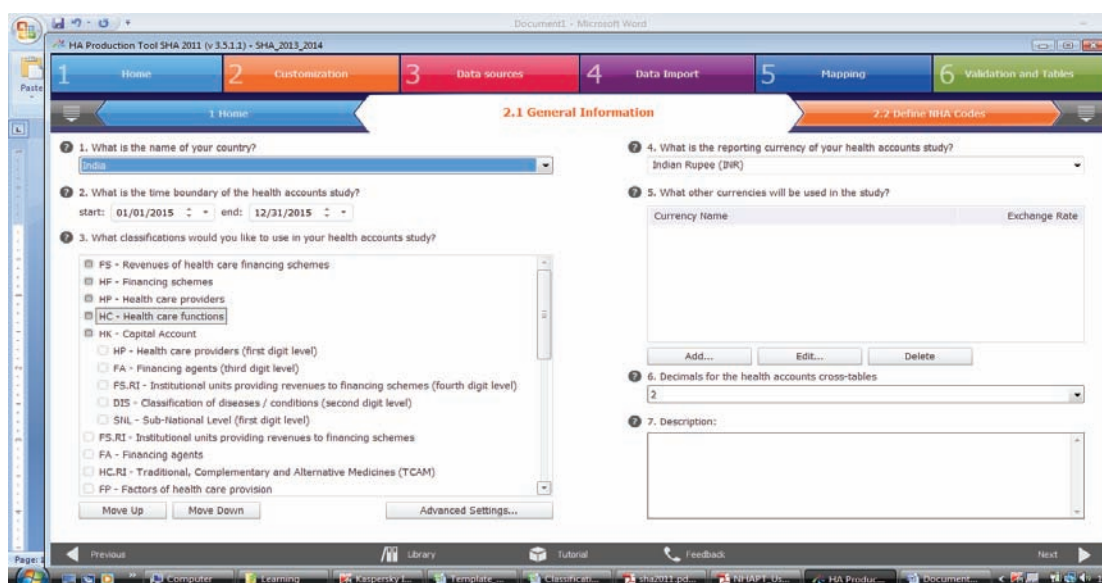 Document1 - Microsoft Word
HA Production Tool SHA 2011 (v 3.5.1.1) - SHA_2013_2014
Paste
1 Home
2 Customization
3 Data sources
4 Data Import
5 Mapping
6 Validation and Tables
1 Home
2.1 General Information
2.2 Define NHA Codes
1. What is the name of your country?
India
2. What is the time boundary of the health accounts study?
start: 01/01/2015 end: 12/31/2015
3. What classifications would you like to use in your health accounts study?
FS - Revenues of health care financing schemes
HF - Financing schemes
HP - Health care providers
HC - Health care functions
HK - Capital Account
HP - Health care providers (first digit level)
FA - Financing agents (third digit level)
FS.RI - Institutional units providing revenues to financing schemes (fourth digit level)
DIS - Classification of diseases / conditions (second digit level)
SNL - Sub-National Level (first digit level)
FS.RI - Institutional units providing revenues to financing schemes
FA - Financing agents
HC.RI - Traditional, Complementary and Alternative Medicines (TCAM)
FP - Factors of health care provision
Move Up
Move Down
Advanced Settings...
4. What is the reporting currency of your health accounts study?
Indian Rupee (INR)
5. What other currencies will be used in the study?
Currency Name Exchange Rate
Add...
Edit...
Delete
6. Decimals for the health accounts cross-tables
2
7. Description:
Previous
Library
Tutorial
Feedback
Next
Page:
Computer
Learning
Kaspersky L...
Template_...
Classificati...
sha2011.pd...
NHAPT_Us...
HA Produc...
Document...